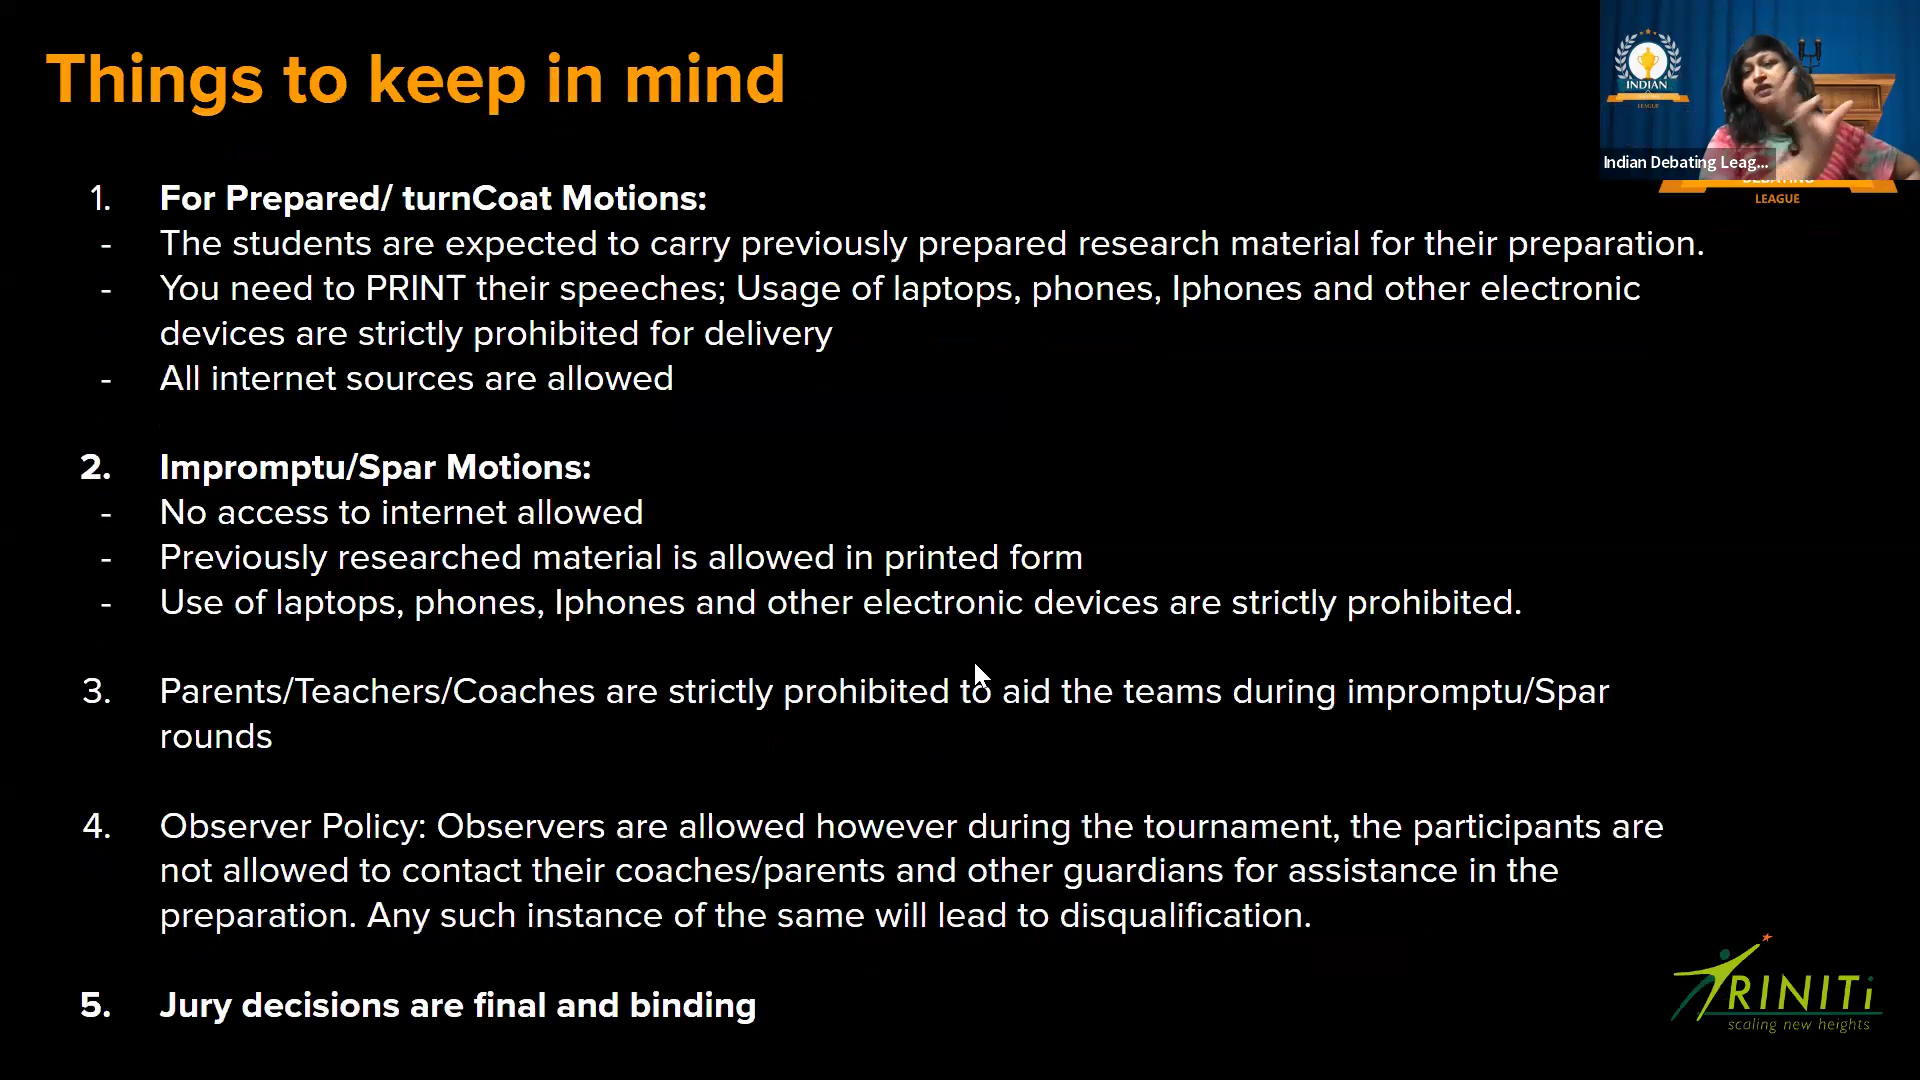 Things to keep in mind
INDIAN
LEAGUE
Indian Debating Leag...
DEBATING
LEAGUE
1. For Prepared/ turnCoat Motions:
- The students are expected to carry previously prepared research material for their preparation.
- You need to PRINT their speeches; Usage of laptops, phones, Iphones and other electronic
devices are strictly prohibited for delivery
- All internet sources are allowed
2. Impromptu/Spar Motions:
- No access to internet allowed
- Previously researched material is allowed in printed form
- Use of laptops, phones, Iphones and other electronic devices are strictly prohibited.
3. Parents/Teachers/Coaches are strictly prohibited to aid the teams during impromptu/Spar
rounds
4. Observer Policy: Observers are allowed however during the tournament, the participants are
not allowed to contact their coaches/parents and other guardians for assistance in the
preparation. Any such instance of the same will lead to disqualification.
5. Jury decisions are final and binding
TRINITi
scaling new heights